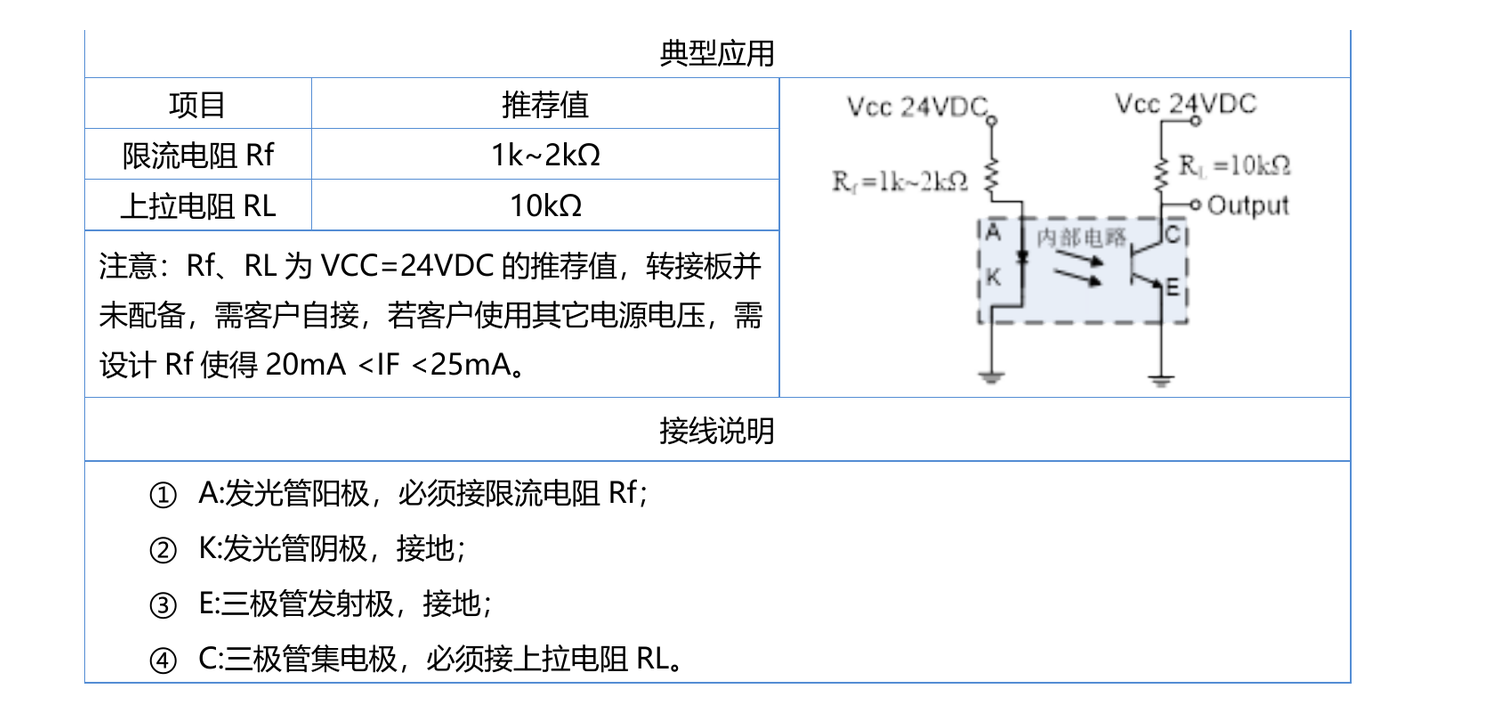 典型应用
项目 推荐值
限流电阻 Rf 1k~2kΩ
上拉电阻 RL 10kΩ
注意：Rf、RL 为 VCC=24VDC 的推荐值，转接板并
未配备，需客户自接，若客户使用其它电源电压，需
设计 Rf 使得 20mA <IF <25mA。
Vcc 24VDC
Vcc 24VDC
Rf=1k~2kΩ
RL=10kΩ
Output
A
内部电路
C
K
E
接线说明
① A:发光管阳极，必须接限流电阻 Rf；
② K:发光管阴极，接地；
③ E:三极管发射极，接地；
④ C:三极管集电极，必须接上拉电阻 RL。